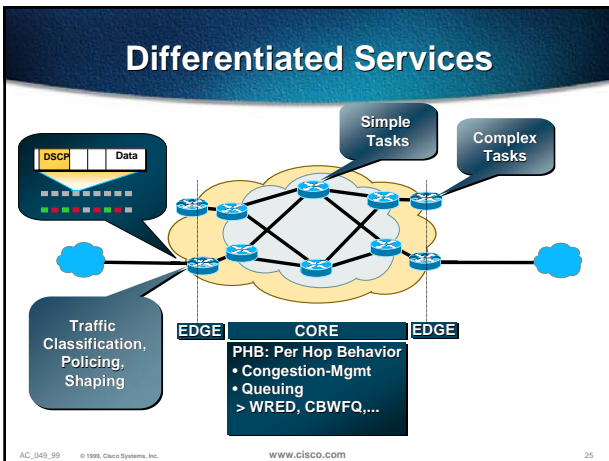 Differentiated Services
Simple
Tasks
Complex
Tasks
DSCP
Data
Traffic
Classification,
Policing,
Shaping
EDGE
CORE
EDGE
PHB: Per Hop Behavior
• Congestion-Mgmt
• Queuing
> WRED, CBWFQ,...
AC_049_99
© 1999, Cisco Systems, Inc.
www.cisco.com
25